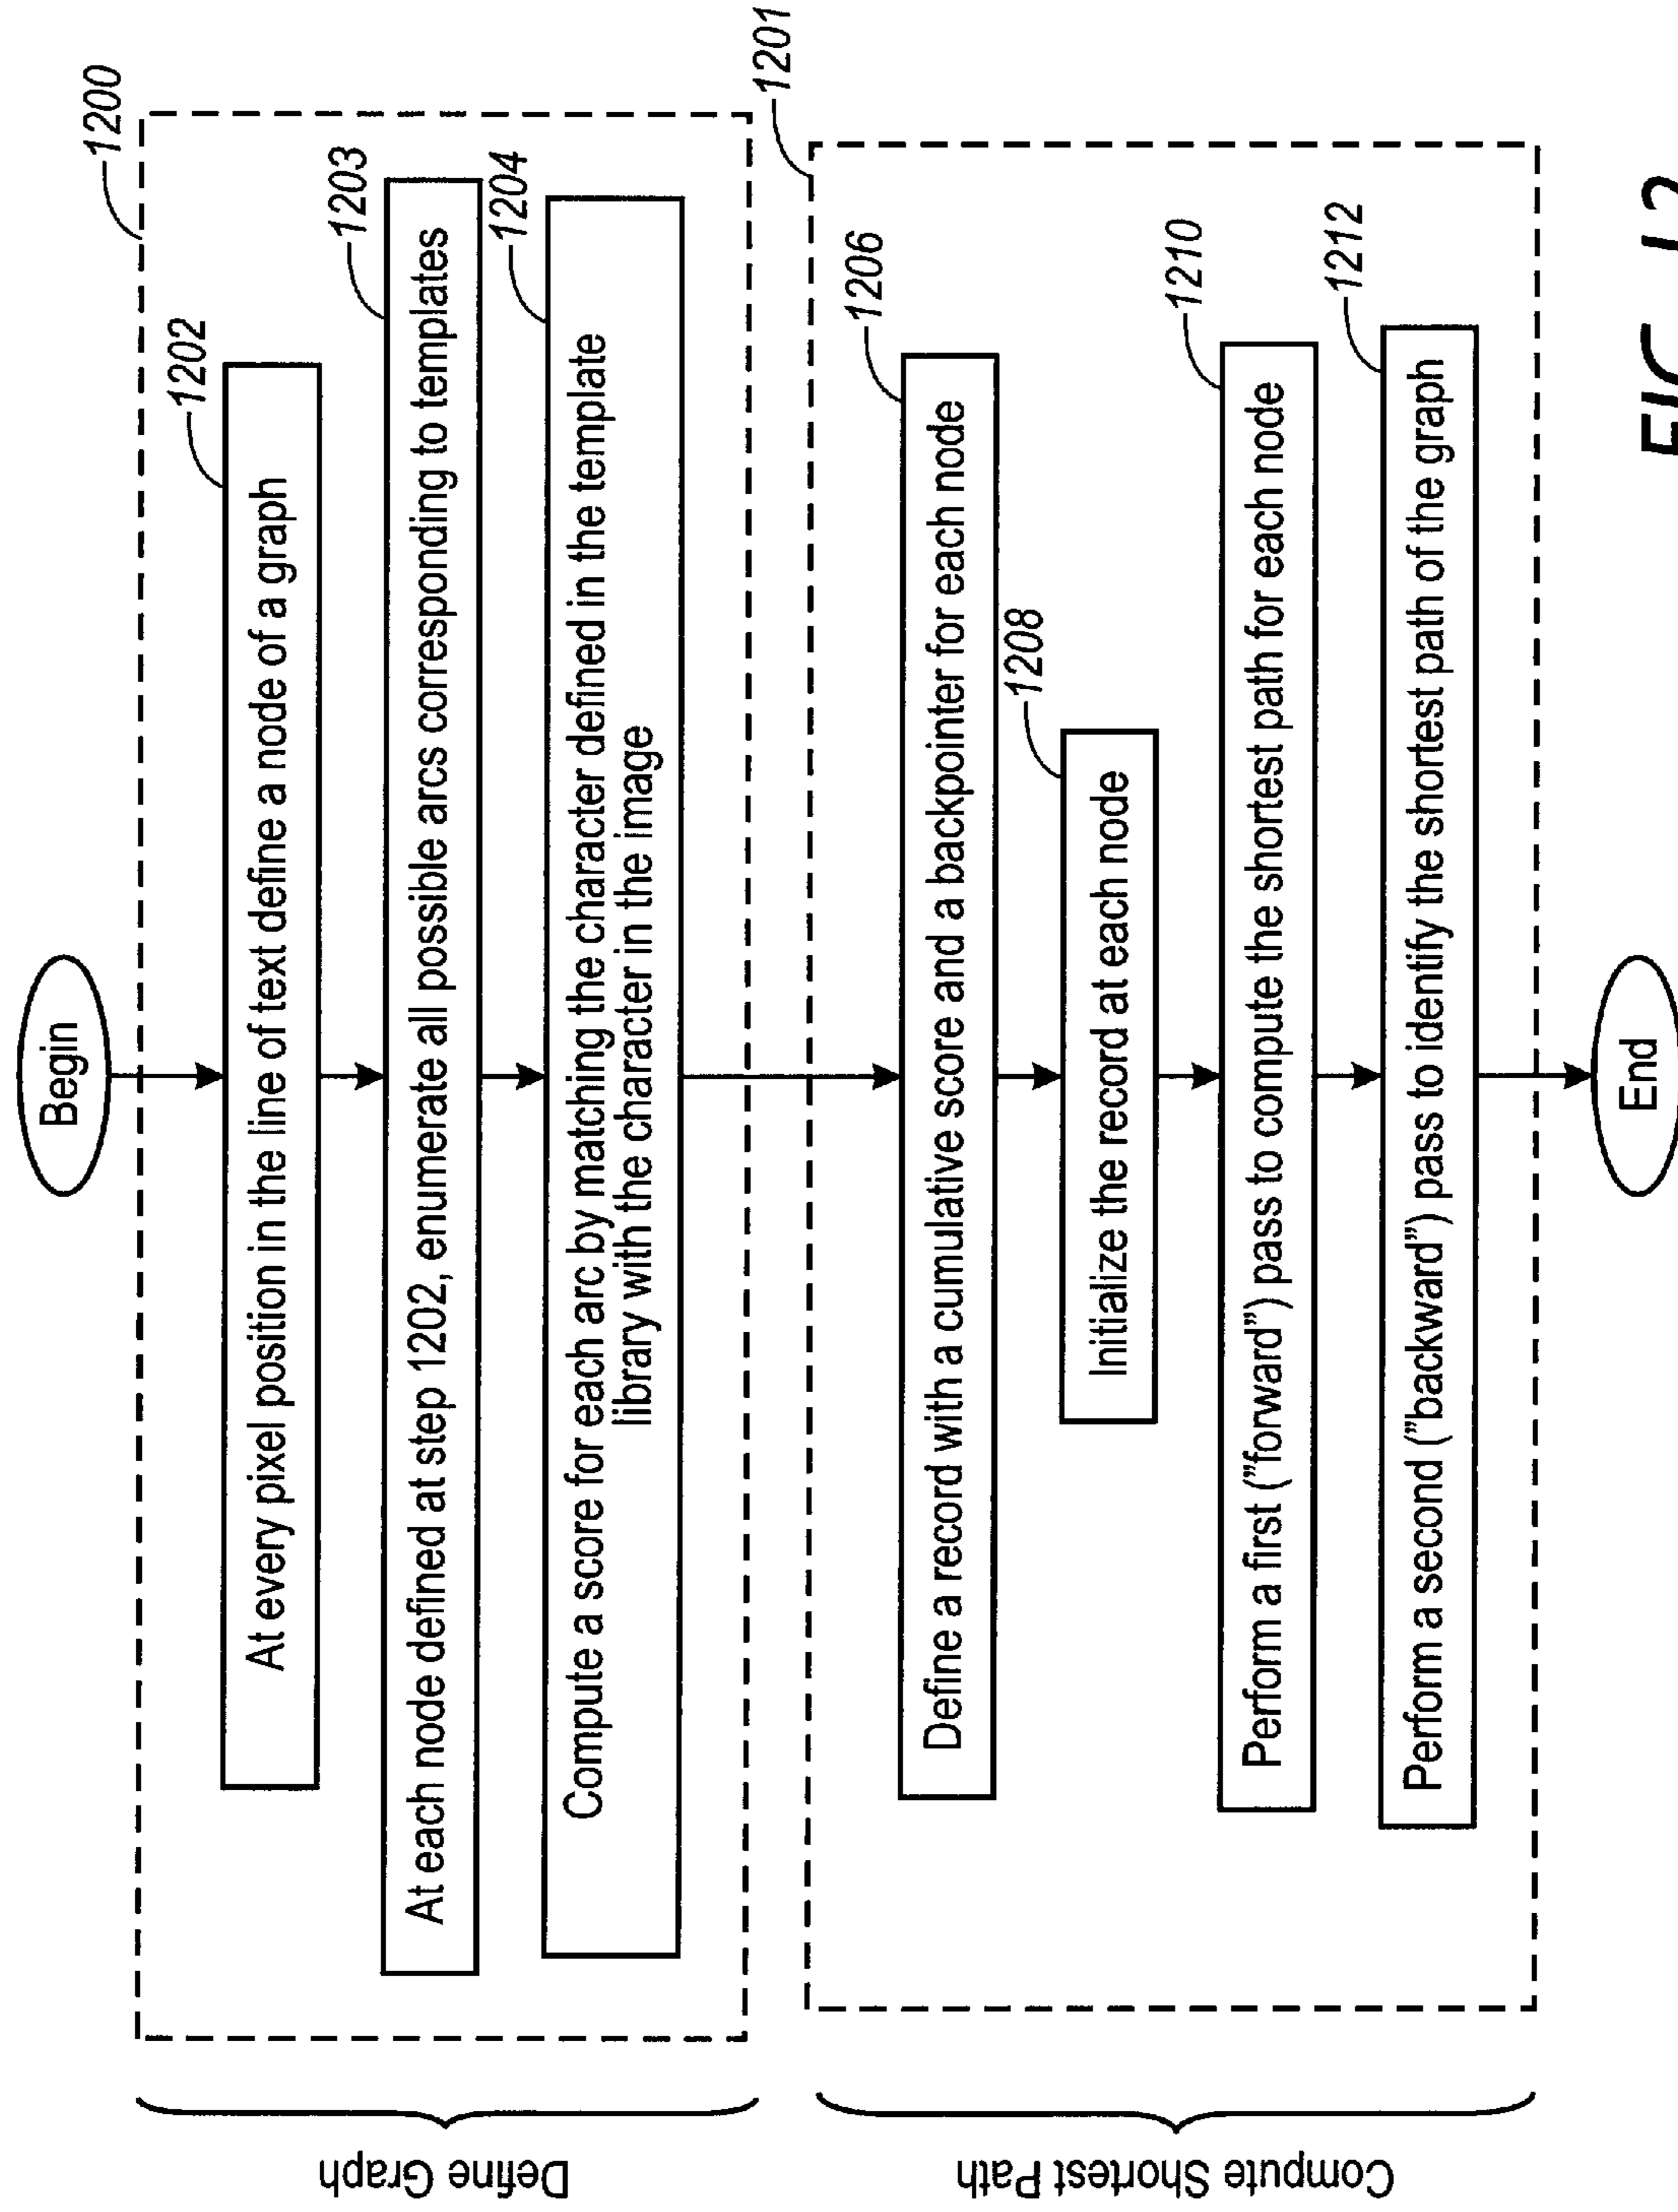 Begin
1200
1202
At every pixel position in the line of text define a node of a graph
1203
At each node defined at step 1202, enumerate all possible arcs corresponding to templates
1204
Compute a score for each arc by matching the character defined in the template
library with the character in the image
Define Graph
1201
1206
Define a record with a cumulative score and a backpointer for each node
1208
Initialize the record at each node
1210
Perform a first ("forward") pass to compute the shortest path for each node
1212
Perform a second ("backward") pass to identify the shortest path of the graph
Compute Shortest Path
End
FIG. 12